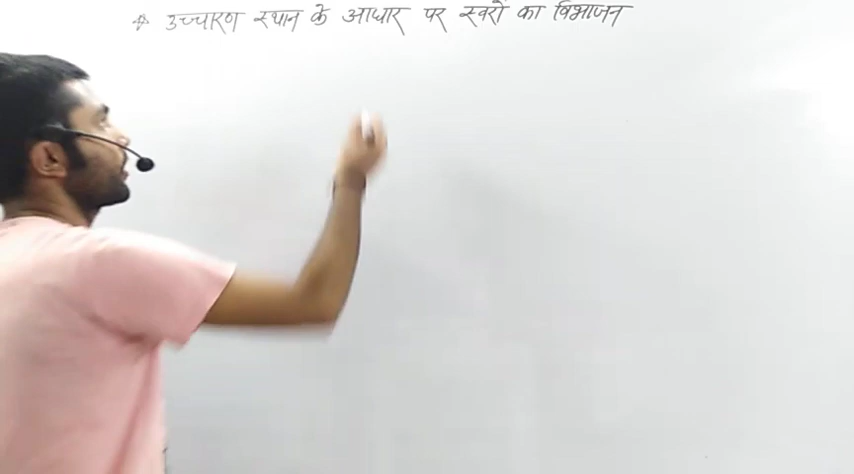 ✧ उच्चारण स्थान के आधार पर स्वरों का विभाजन